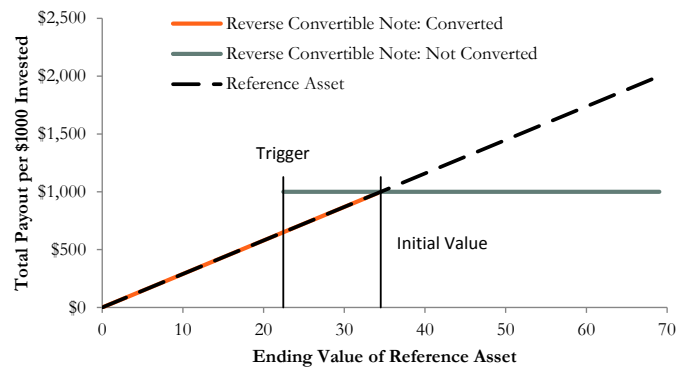 $2,500
$2,000
$1,500
$1,000
$500
$0
Total Payout per $1000 Invested
Reverse Convertible Note: Converted
Reverse Convertible Note: Not Converted
Reference Asset
Trigger
Initial Value
0 10 20 30 40 50 60 70
Ending Value of Reference Asset